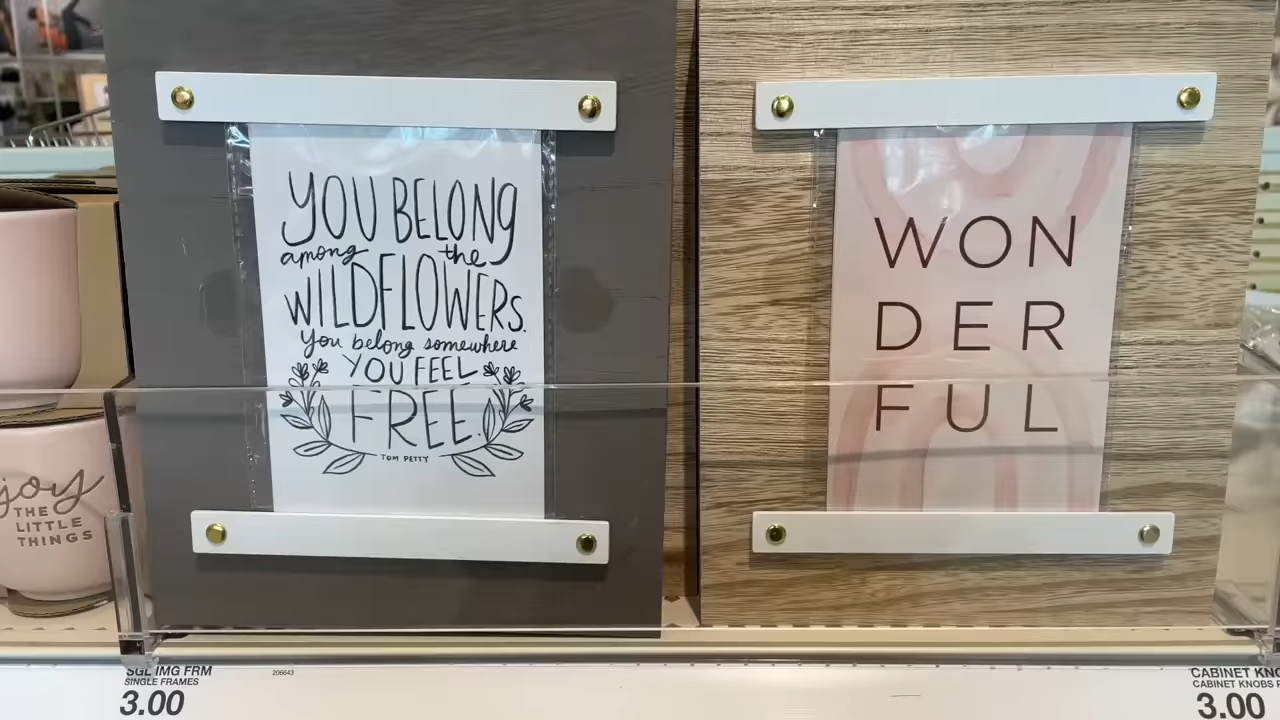 YOU BELONG
among the
WILDFLOWERS.
You belong somewhere
YOU FEEL
FREE.
TOM PETTY
WON
DER
FUL
joy
THE
LITTLE
THINGS
SGL IMG FRM
SINGLE FRAMES
206643
3.00
CABINET KNO
CABINET KNOBS
3.00